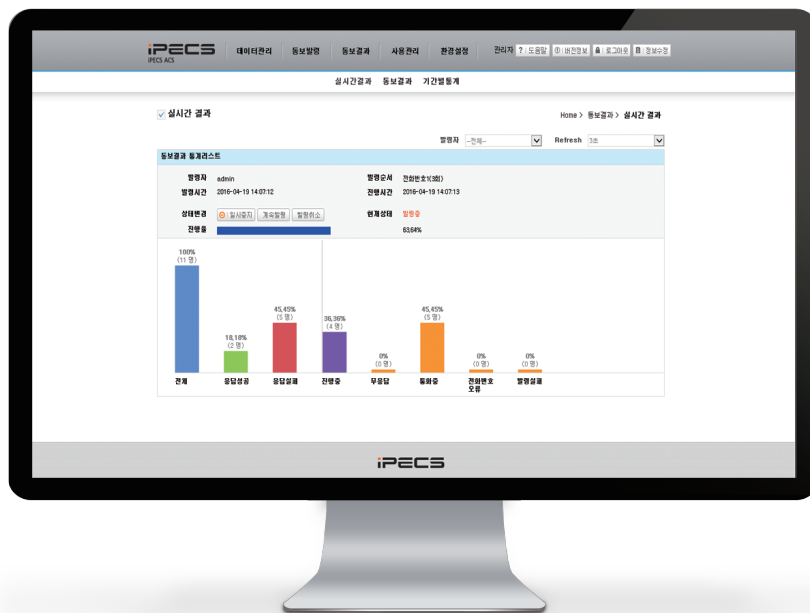 iPECS
iPECS ACS
데이터관리 동보발령 동보결과 사용관리 환경설정
관리자 ? 도움말 버전정보 로그아웃 정보수정
실시간결과 동보결과 기간별통계
실시간 결과
Home > 동보결과 > 실시간 결과
발령자 --전체-- Refresh 3초
동보결과 통계리스트
발령자 admin 발령순서 전화번호1(3회)
발령시간 2016-04-19 14:07:12 진행시간 2016-04-19 14:07:13
상태변경 일시중지 계속발령 발령취소 현재상태 발령중
진행율 63,64%
100%
(11 명)
18,18%
(2 명)
45,45%
(5 명)
36,36%
(4 명)
0%
(0 명)
45,45%
(5 명)
0%
(0 명)
0%
(0 명)
전체 응답성공 응답실패 진행중 무응답 통화중 전화번호 오류 발령실패
iPECS